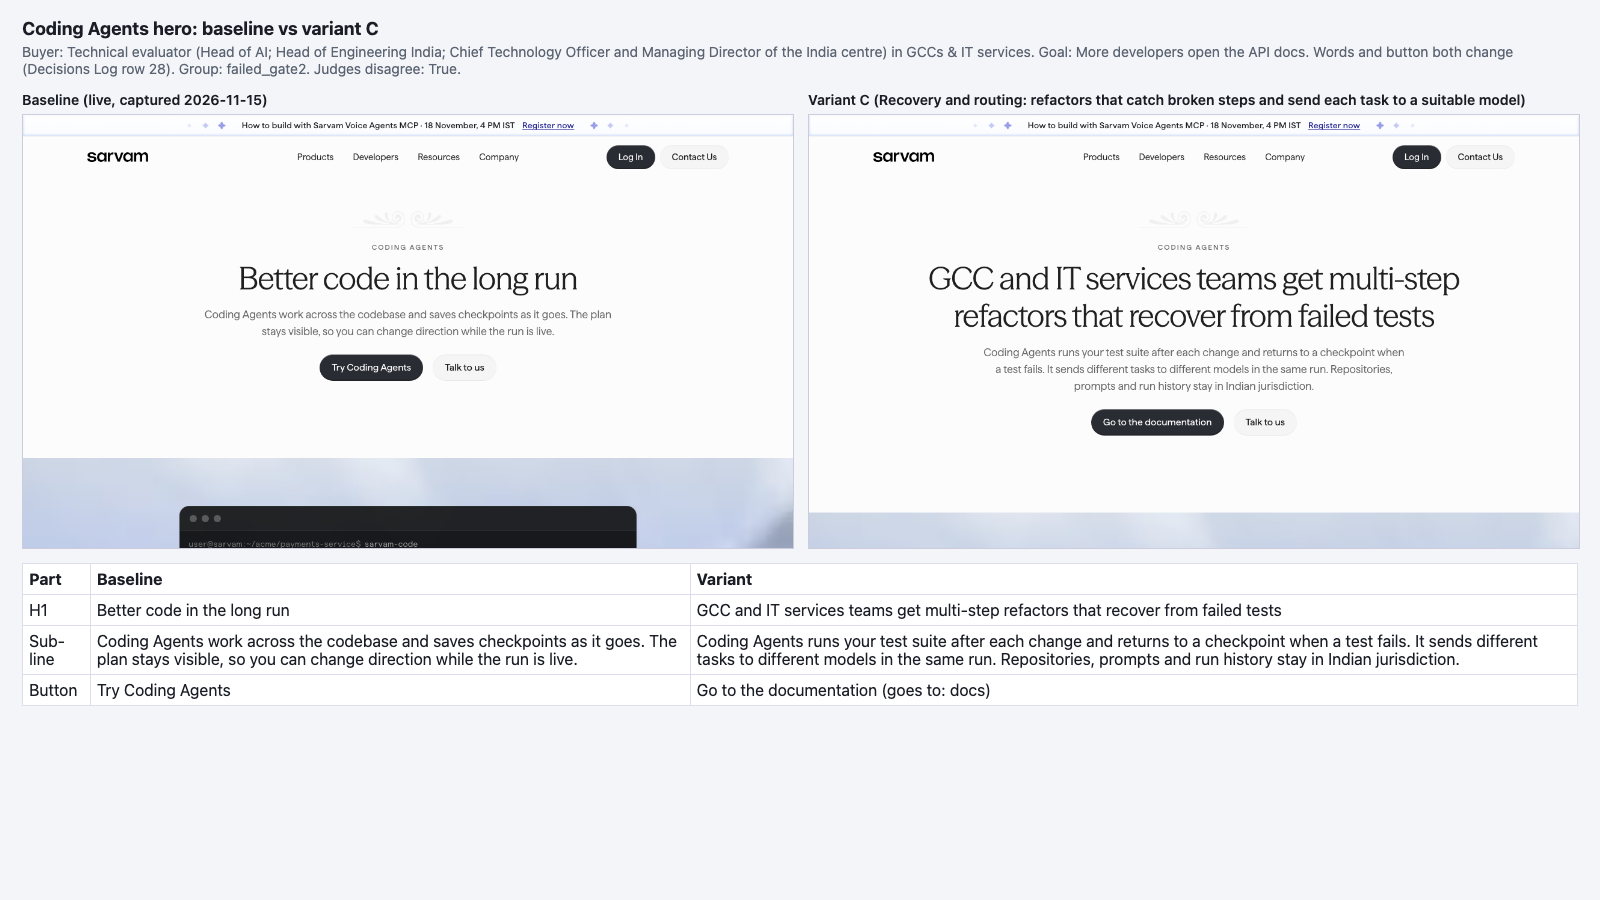 Coding Agents hero: baseline vs variant C
Buyer: Technical evaluator (Head of AI; Head of Engineering India; Chief Technology Officer and Managing Director of the India centre) in GCCs & IT services. Goal: More developers open the API docs. Words and button both change
(Decisions Log row 28). Group: failed_gate2. Judges disagree: True.
Baseline (live, captured 2026-11-15)
How to build with Sarvam Voice Agents MCP · 18 November, 4 PM IST Register now
sarvam Products Developers Resources Company Log In Contact Us
CODING AGENTS
Better code in the long run
Coding Agents work across the codebase and saves checkpoints as it goes. The plan
stays visible, so you can change direction while the run is live.
Try Coding Agents Talk to us
user@sarvam:~/acme/payments-service$ sarvam-code
Variant C (Recovery and routing: refactors that catch broken steps and send each task to a suitable model)
How to build with Sarvam Voice Agents MCP · 18 November, 4 PM IST Register now
sarvam Products Developers Resources Company Log In Contact Us
CODING AGENTS
GCC and IT services teams get multi-step
refactors that recover from failed tests
Coding Agents runs your test suite after each change and returns to a checkpoint when
a test fails. It sends different tasks to different models in the same run. Repositories,
prompts and run history stay in Indian jurisdiction.
Go to the documentation Talk to us
Part Baseline Variant
H1 Better code in the long run GCC and IT services teams get multi-step refactors that recover from failed tests
Sub-
line
Coding Agents work across the codebase and saves checkpoints as it goes. The
plan stays visible, so you can change direction while the run is live.
Coding Agents runs your test suite after each change and returns to a checkpoint when a test fails. It sends different
tasks to different models in the same run. Repositories, prompts and run history stay in Indian jurisdiction.
Button Try Coding Agents Go to the documentation (goes to: docs)